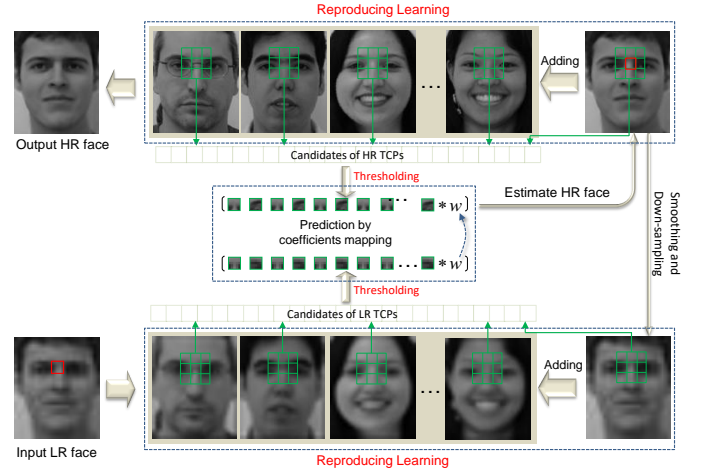 Reproducing Learning
Adding
...
Output HR face
Candidates of HR TCPs
Thresholding
Estimate HR face
( ... * w )
Prediction by
coefficients mapping
( ... * w )
Smoothing and
Down-sampling
Thresholding
Candidates of LR TCPs
Adding
...
Input LR face
Reproducing Learning